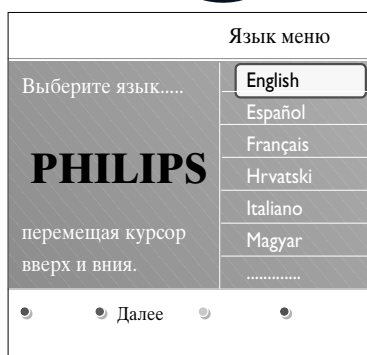 Язык меню
Выберите язык.....
PHILIPS
перемещая курсор
вверх и вния.
English
Español
Français
Hrvatski
Italiano
Magyar
.............
Далее